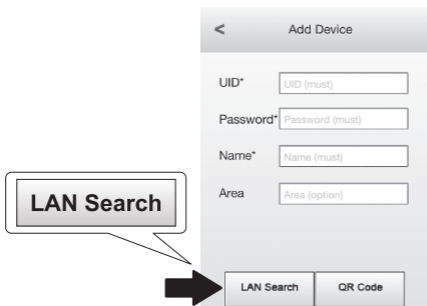 < Add Device
UID* UID (must)
Password* Password (must)
Name* Name (must)
Area Area (option)
LAN Search
LAN Search QR Code